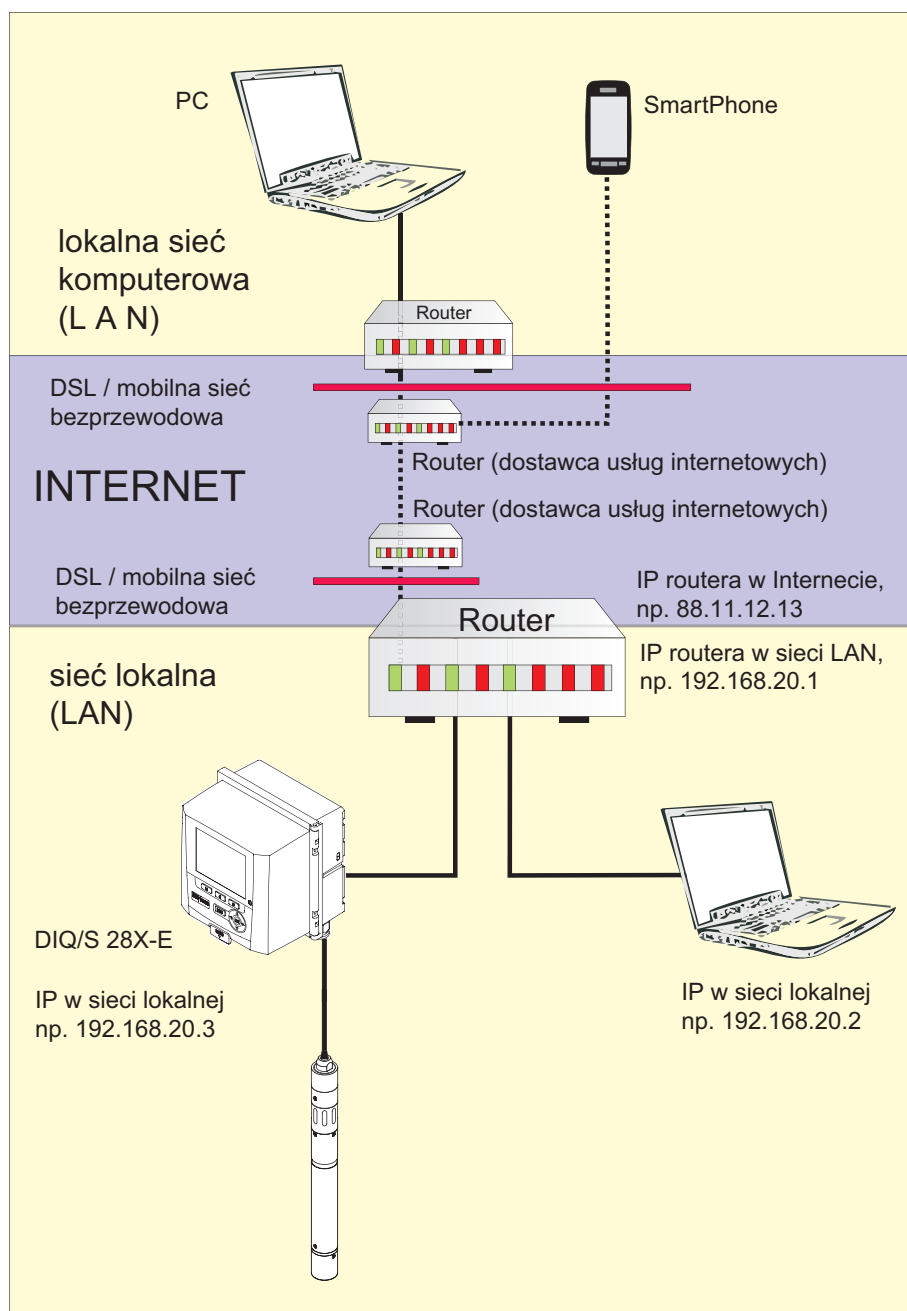 PC
SmartPhone
lokalna sieć
komputerowa
(L A N)
Router
DSL / mobilna sieć
bezprzewodowa
Router (dostawca usług internetowych)
INTERNET
Router (dostawca usług internetowych)
DSL / mobilna sieć
bezprzewodowa
IP routera w Internecie,
np. 88.11.12.13
Router
IP routera w sieci LAN,
np. 192.168.20.1
sieć lokalna
(LAN)
DIQ/S 28X-E
IP w sieci lokalnej
np. 192.168.20.3
IP w sieci lokalnej
np. 192.168.20.2